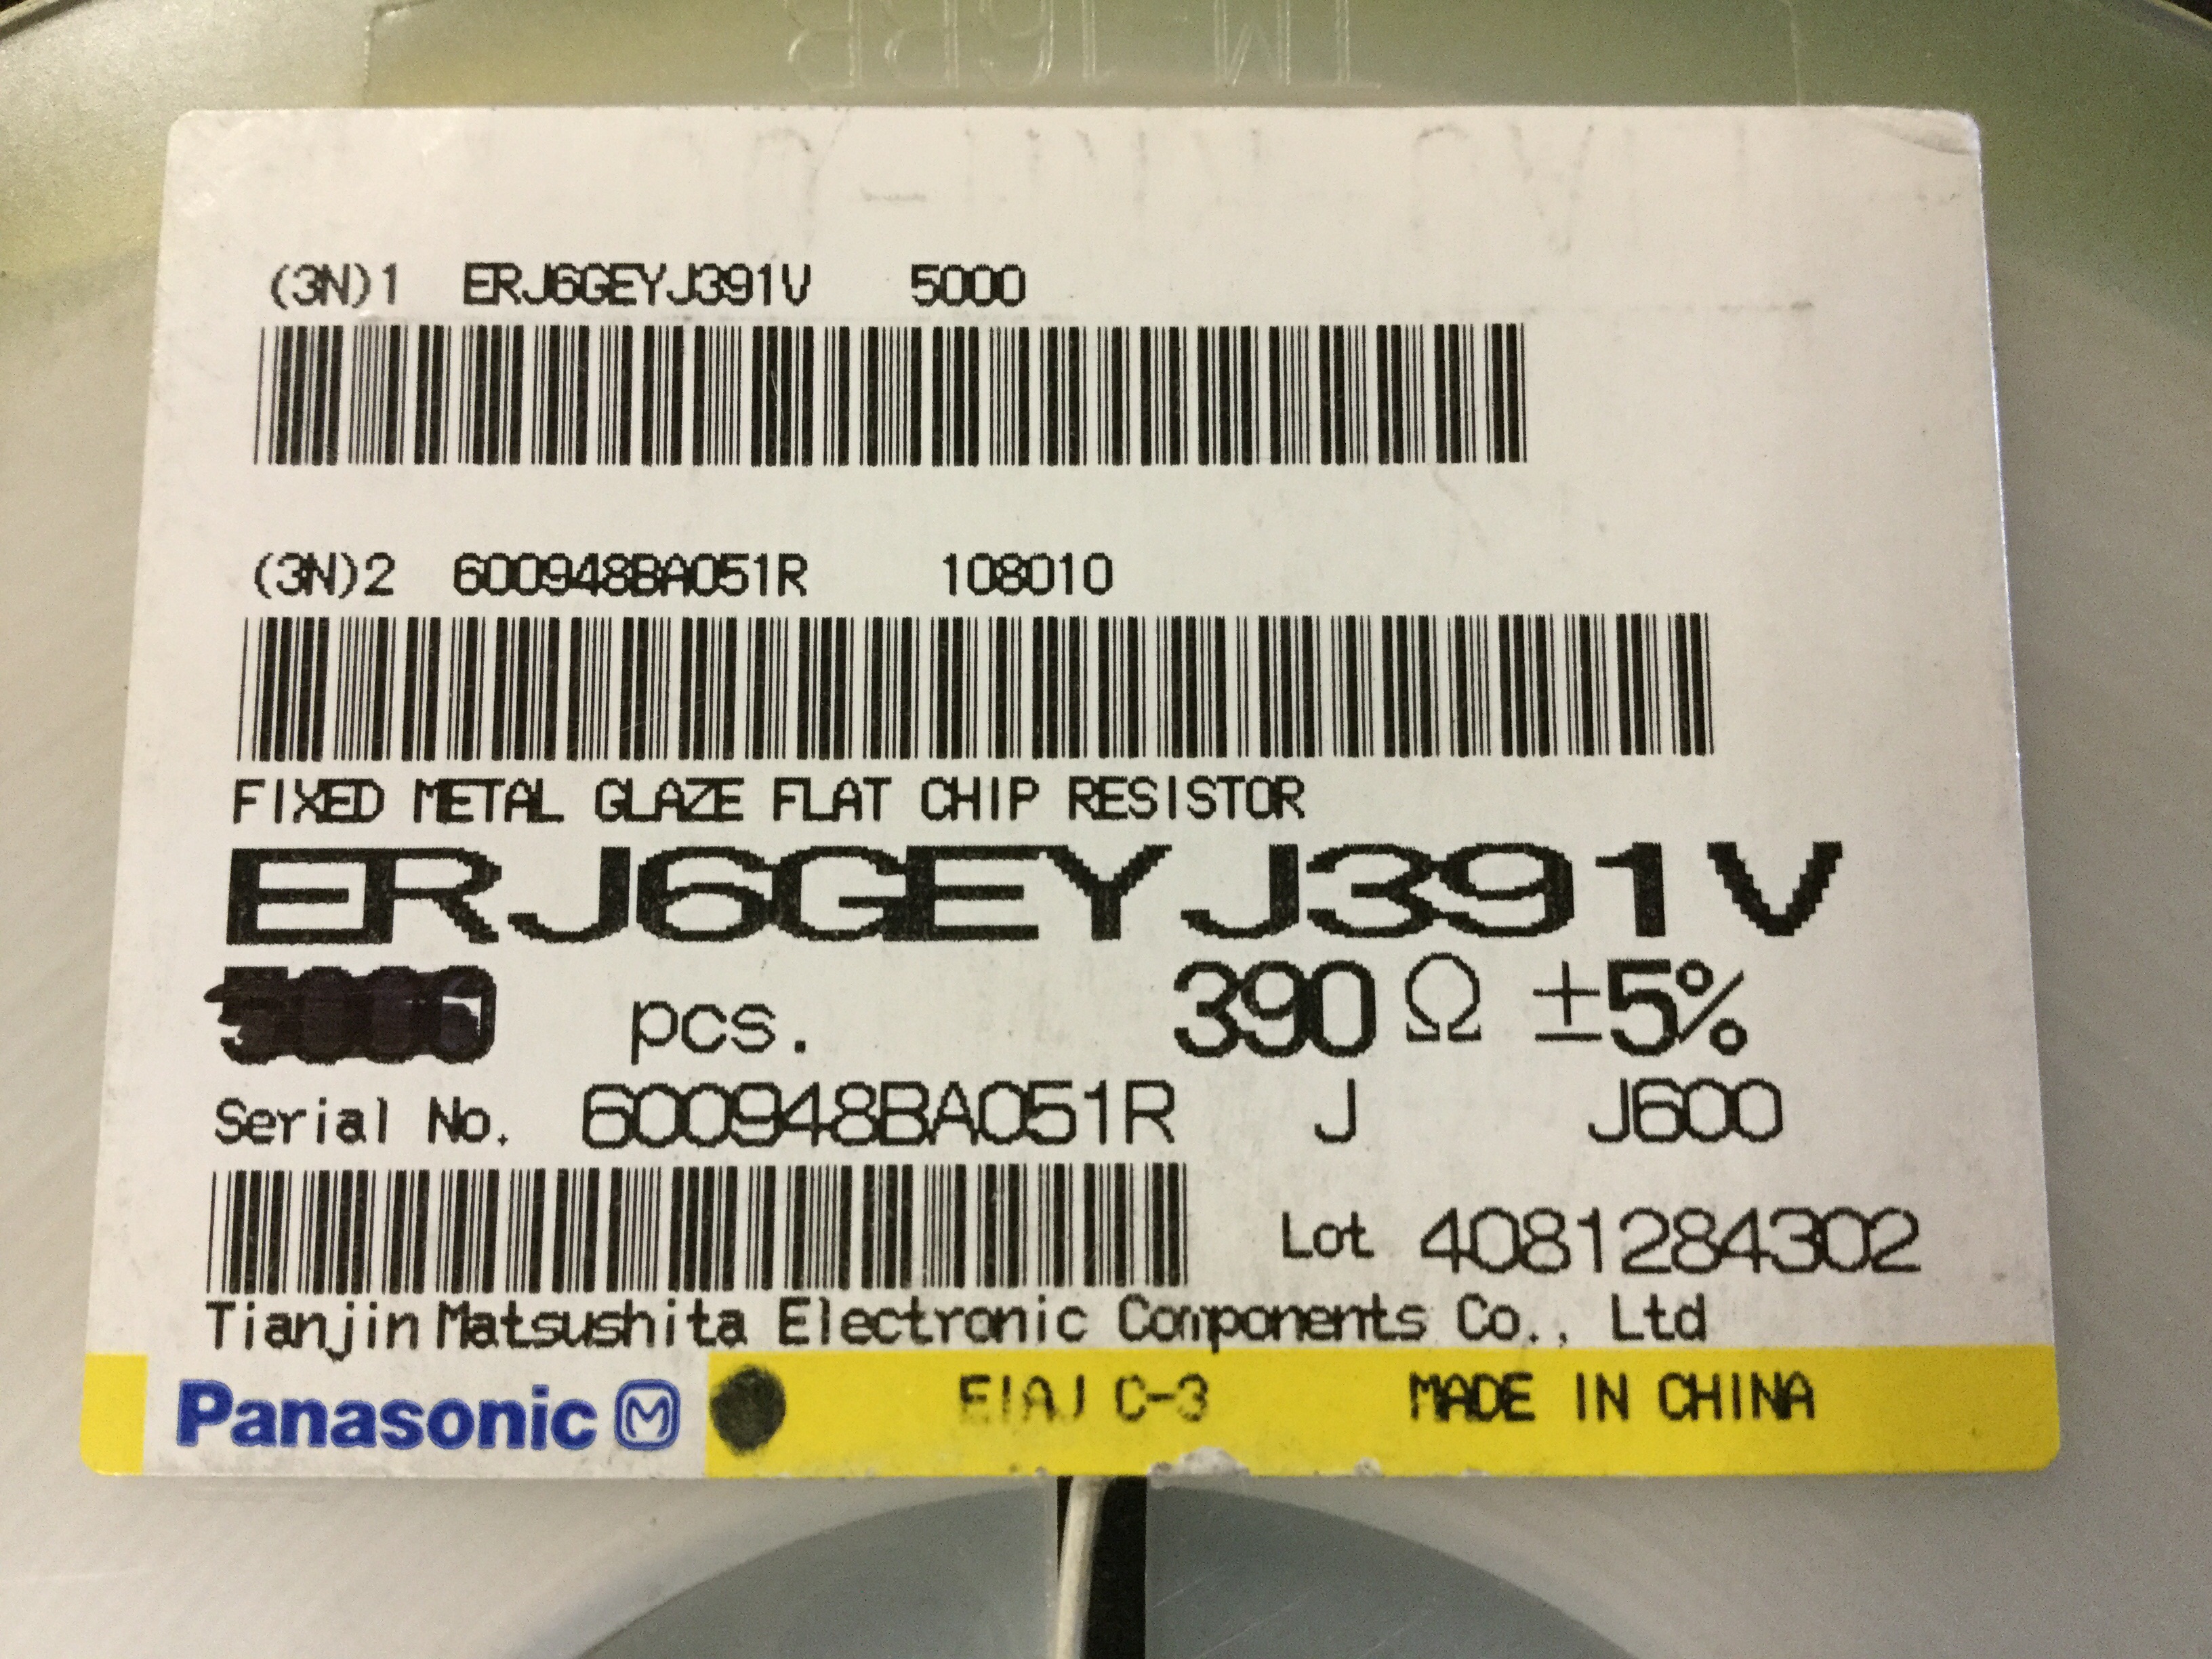 (3N)1 ERJ6GEYJ391V 5000
(3N)2 600948BA051R 108010
FIXED METAL GLAZE FLAT CHIP RESISTOR
ERJ6GEYJ391V
pcs. 390 Ω ±5%
Serial No. 600948BA051R J J600
Lot 4081284302
Tianjin Matsushita Electronic Components Co., Ltd
Panasonic M EIAJ C-3 MADE IN CHINA